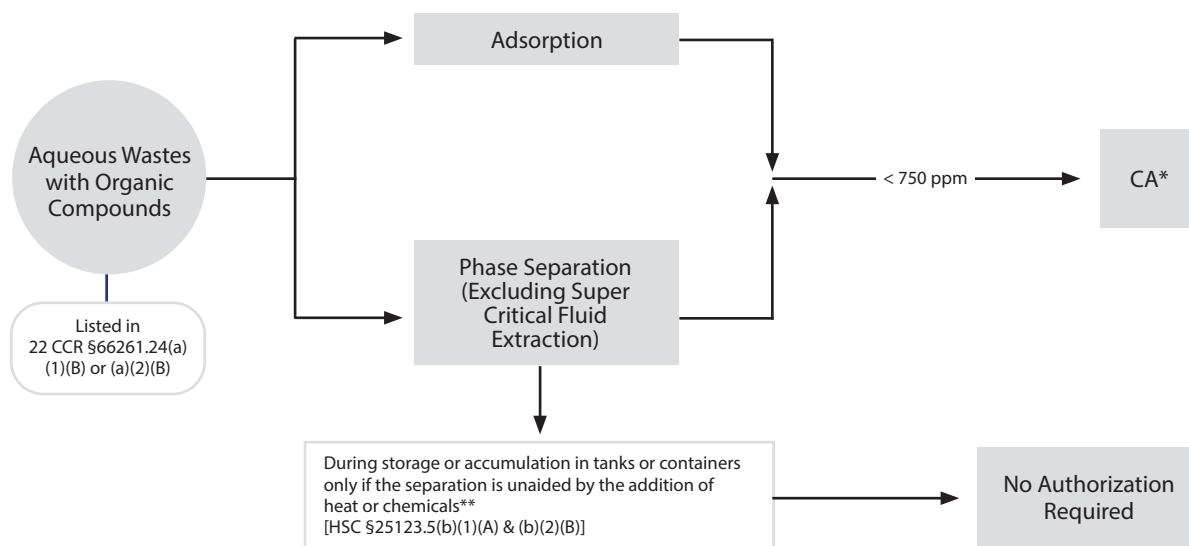 Adsorption
Aqueous Wastes
with Organic
Compounds
< 750 ppm
CA*
Phase Separation
(Excluding Super
Critical Fluid
Extraction)
Listed in
22 CCR §66261.24(a)
(1)(B) or (a)(2)(B)
During storage or accumulation in tanks or containers
only if the separation is unaided by the addition of
heat or chemicals**
[HSC §25123.5(b)(1)(A) & (b)(2)(B)]
No Authorization
Required